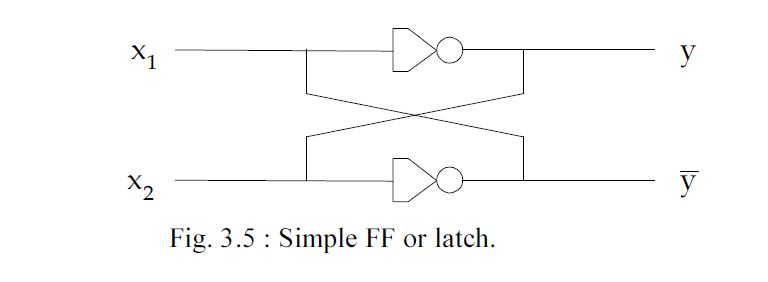 x₁ y
x₂ y̅
Fig. 3.5 : Simple FF or latch.